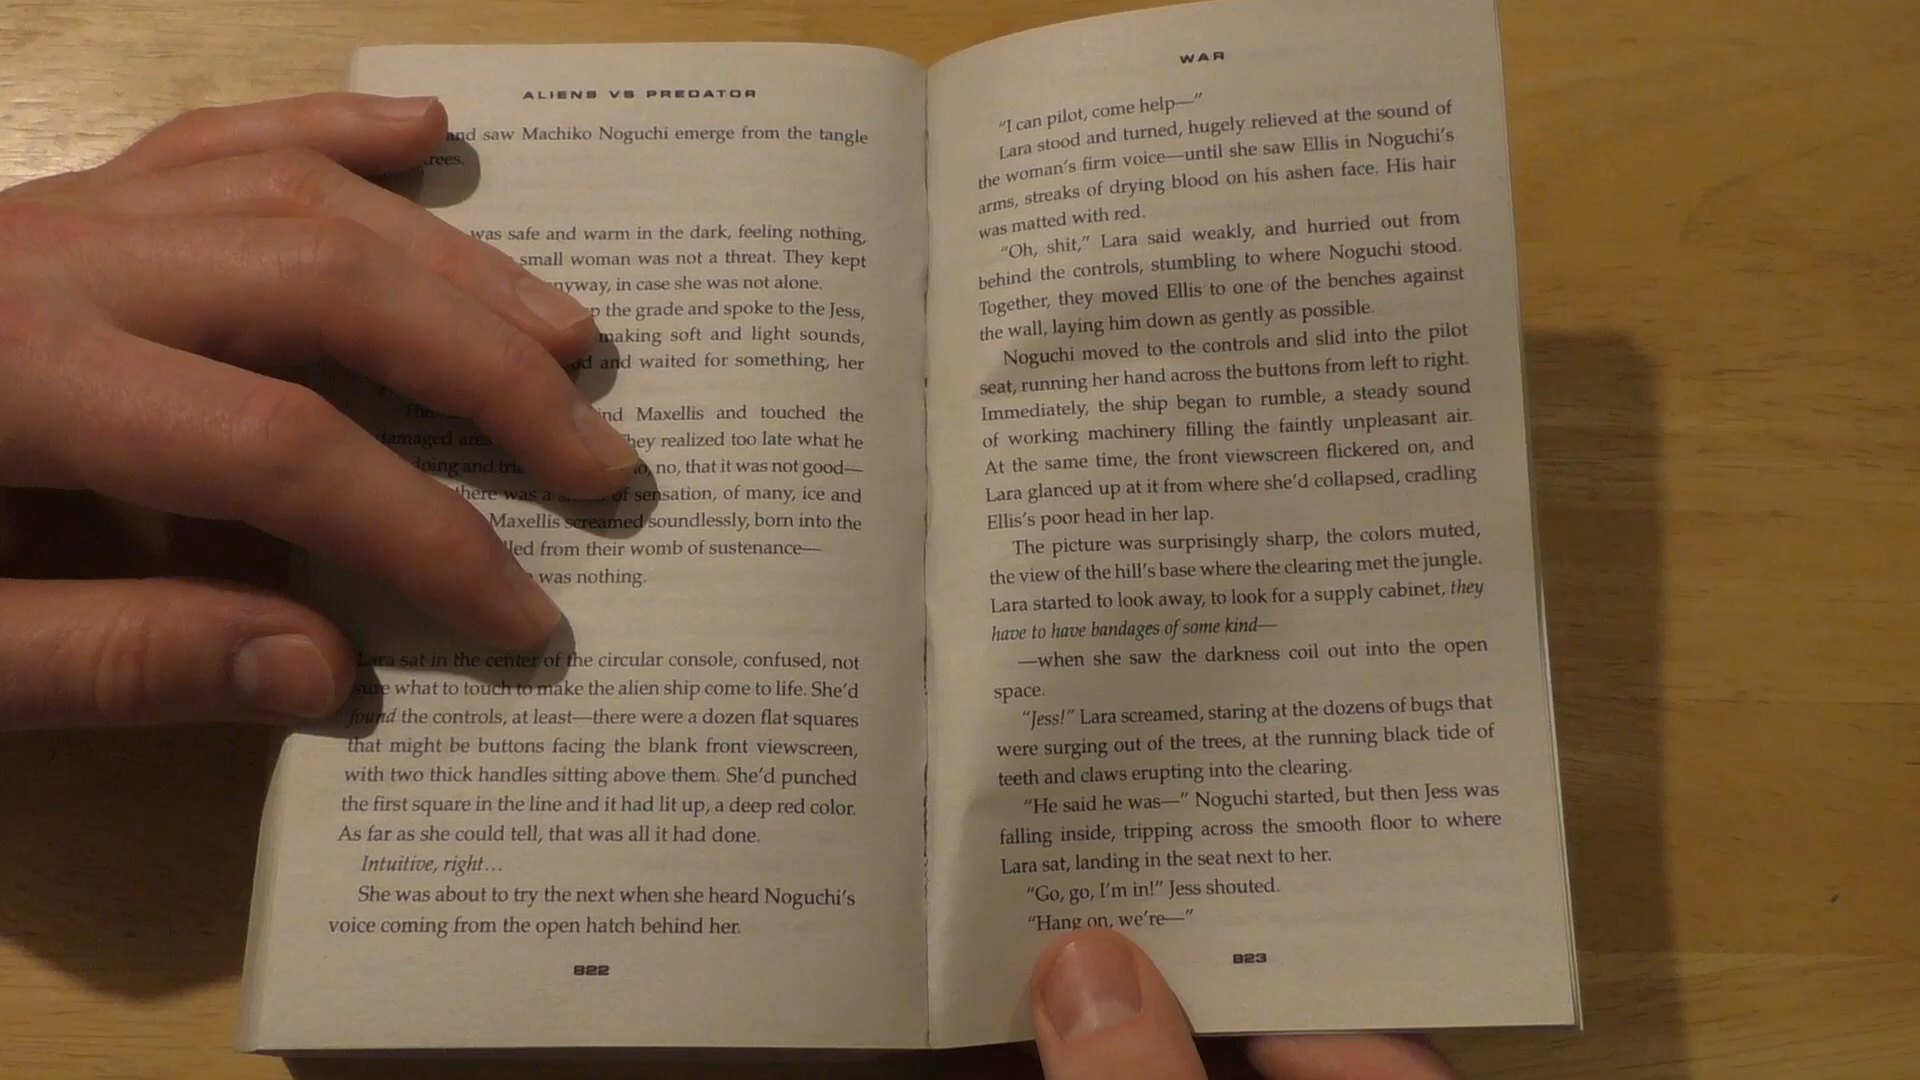 ALIENS VS PREDATOR
and saw Machiko Noguchi emerge from the tangle
trees.
was safe and warm in the dark, feeling nothing,
small woman was not a threat. They kept
in case she was not alone.
the grade and spoke to the Jess,
making soft and light sounds,
and waited for something, her
The Maxellis and touched the
damaged They realized too late what he
doing and no, that it was not good—
there was a of sensation, of many, ice and
Maxellis screamed soundlessly, born into the
from their womb of sustenance—
was nothing.
Lara sat in the center of the circular console, confused, not
sure what to touch to make the alien ship come to life. She'd
found the controls, at least—there were a dozen flat squares
that might be buttons facing the blank front viewscreen,
with two thick handles sitting above them. She'd punched
the first square in the line and it had lit up, a deep red color.
As far as she could tell, that was all it had done.
Intuitive, right…
She was about to try the next when she heard Noguchi's
voice coming from the open hatch behind her.
822
WAR
"I can pilot, come help—"
Lara stood and turned, hugely relieved at the sound of
the woman's firm voice—until she saw Ellis in Noguchi's
arms, streaks of drying blood on his ashen face. His hair
was matted with red.
"Oh, shit," Lara said weakly, and hurried out from
behind the controls, stumbling to where Noguchi stood.
Together, they moved Ellis to one of the benches against
the wall, laying him down as gently as possible.
Noguchi moved to the controls and slid into the pilot
seat, running her hand across the buttons from left to right.
Immediately, the ship began to rumble, a steady sound
of working machinery filling the faintly unpleasant air.
At the same time, the front viewscreen flickered on, and
Lara glanced up at it from where she'd collapsed, cradling
Ellis's poor head in her lap.
The picture was surprisingly sharp, the colors muted,
the view of the hill's base where the clearing met the jungle.
Lara started to look away, to look for a supply cabinet, they
have to have bandages of some kind—
—when she saw the darkness coil out into the open
space.
"Jess!" Lara screamed, staring at the dozens of bugs that
were surging out of the trees, at the running black tide of
teeth and claws erupting into the clearing.
"He said he was—" Noguchi started, but then Jess was
falling inside, tripping across the smooth floor to where
Lara sat, landing in the seat next to her.
"Go, go, I'm in!" Jess shouted.
"Hang on, we're—"
823